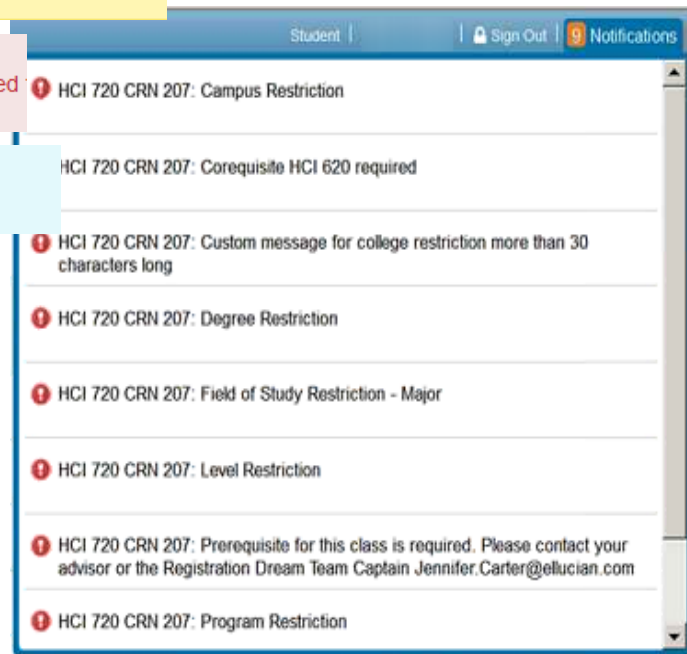 Student | | Sign Out | 9 Notifications
ed
HCI 720 CRN 207: Campus Restriction
HCI 720 CRN 207: Corequisite HCI 620 required
HCI 720 CRN 207: Custom message for college restriction more than 30
characters long
HCI 720 CRN 207: Degree Restriction
HCI 720 CRN 207: Field of Study Restriction - Major
HCI 720 CRN 207: Level Restriction
HCI 720 CRN 207: Prerequisite for this class is required. Please contact your
advisor or the Registration Dream Team Captain Jennifer.Carter@ellucian.com
HCI 720 CRN 207: Program Restriction